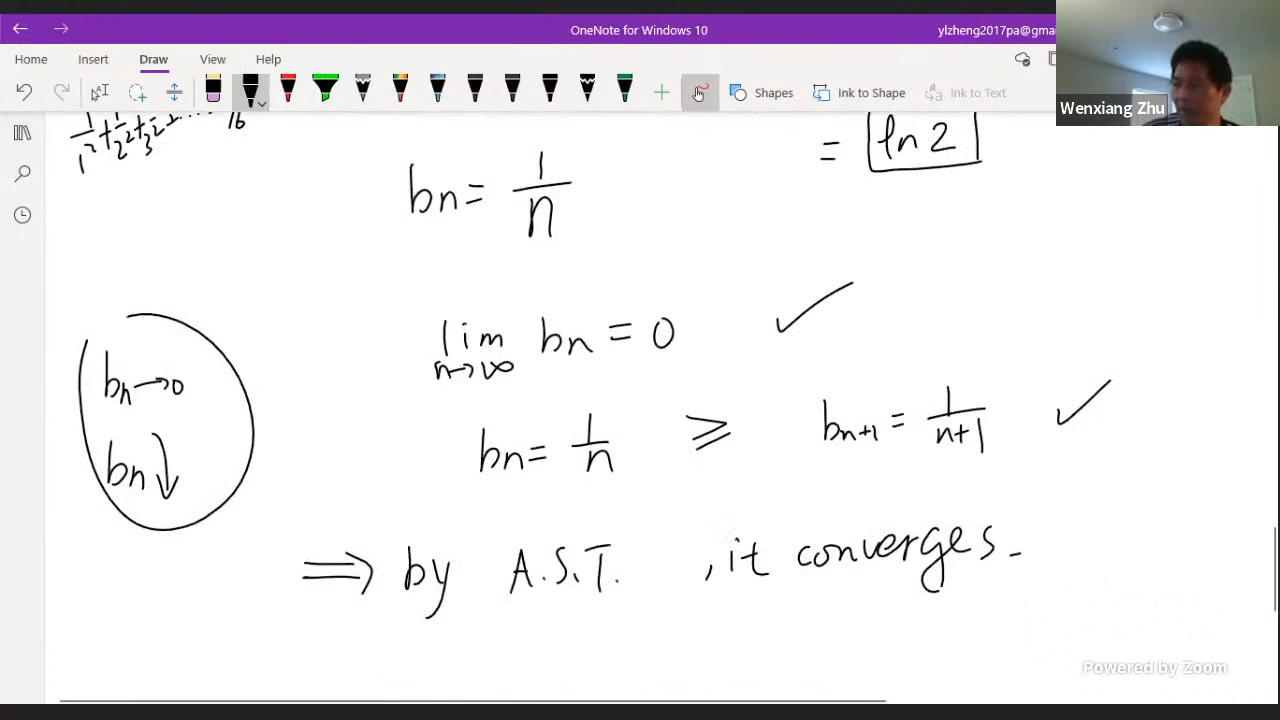 OneNote for Windows 10
ylzheng2017pa@gma
Home Insert Draw View Help
Shapes Ink to Shape Ink to Text
Wenxiang Zhu
= ln 2
bn = 1/n
lim n→∞ bn = 0 ✓
bn→0
bn = 1/n ≥ bn+1 = 1/n+1 ✓
bn↓
⟹ by A.S.T. , it converges.
Powered by Zoom